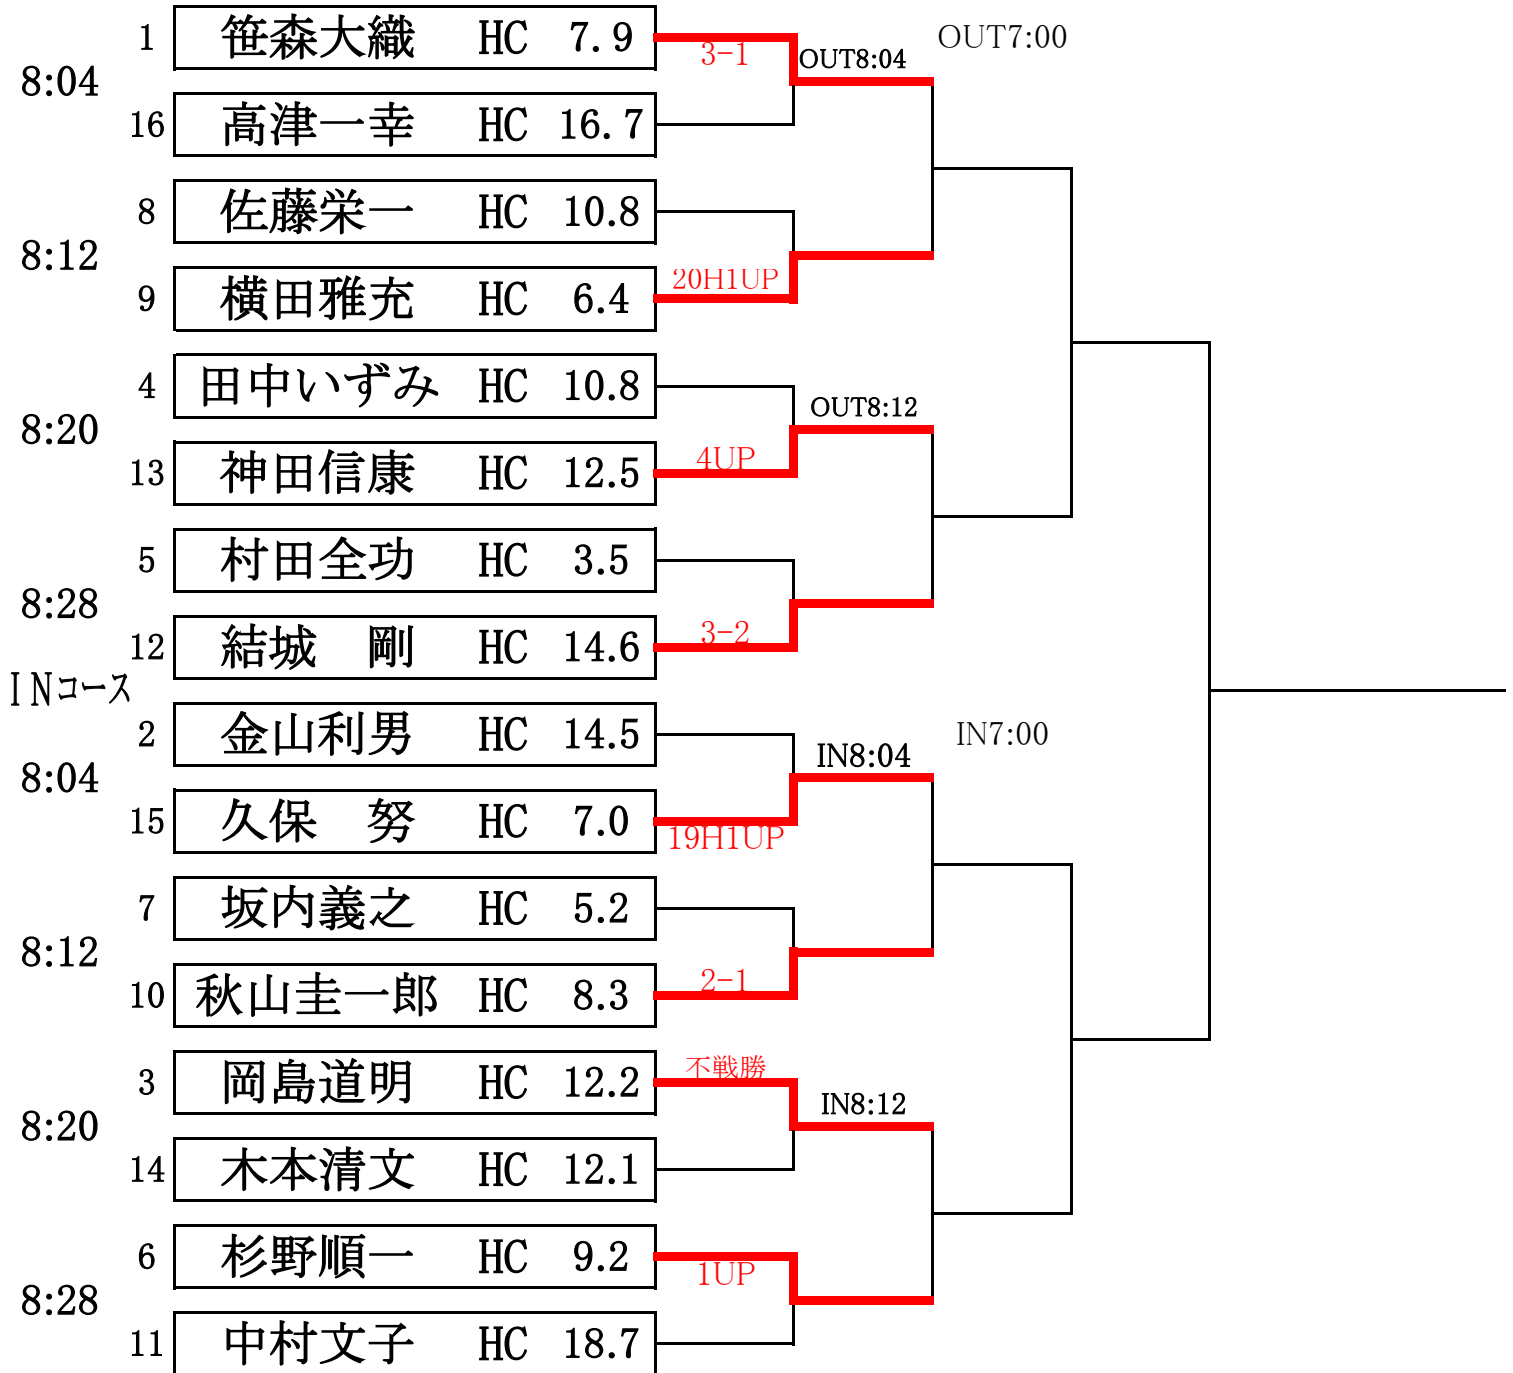 1 笹森大織 HC 7.9
3-1
OUT8:04
OUT7:00
8:04
16 高津一幸 HC 16.7
8 佐藤栄一 HC 10.8
8:12
20H1UP
9 横田雅充 HC 6.4
4 田中いずみ HC 10.8
OUT8:12
8:20
4UP
13 神田信康 HC 12.5
5 村田全功 HC 3.5
8:28
3-2
12 結城　剛 HC 14.6
ＩＮコース
2 金山利男 HC 14.5
IN7:00
IN8:04
8:04
15 久保　努 HC 7.0
19H1UP
7 坂内義之 HC 5.2
8:12
2-1
10 秋山圭一郎 HC 8.3
不戦勝
3 岡島道明 HC 12.2
IN8:12
8:20
14 木本清文 HC 12.1
6 杉野順一 HC 9.2
1UP
8:28
11 中村文子 HC 18.7